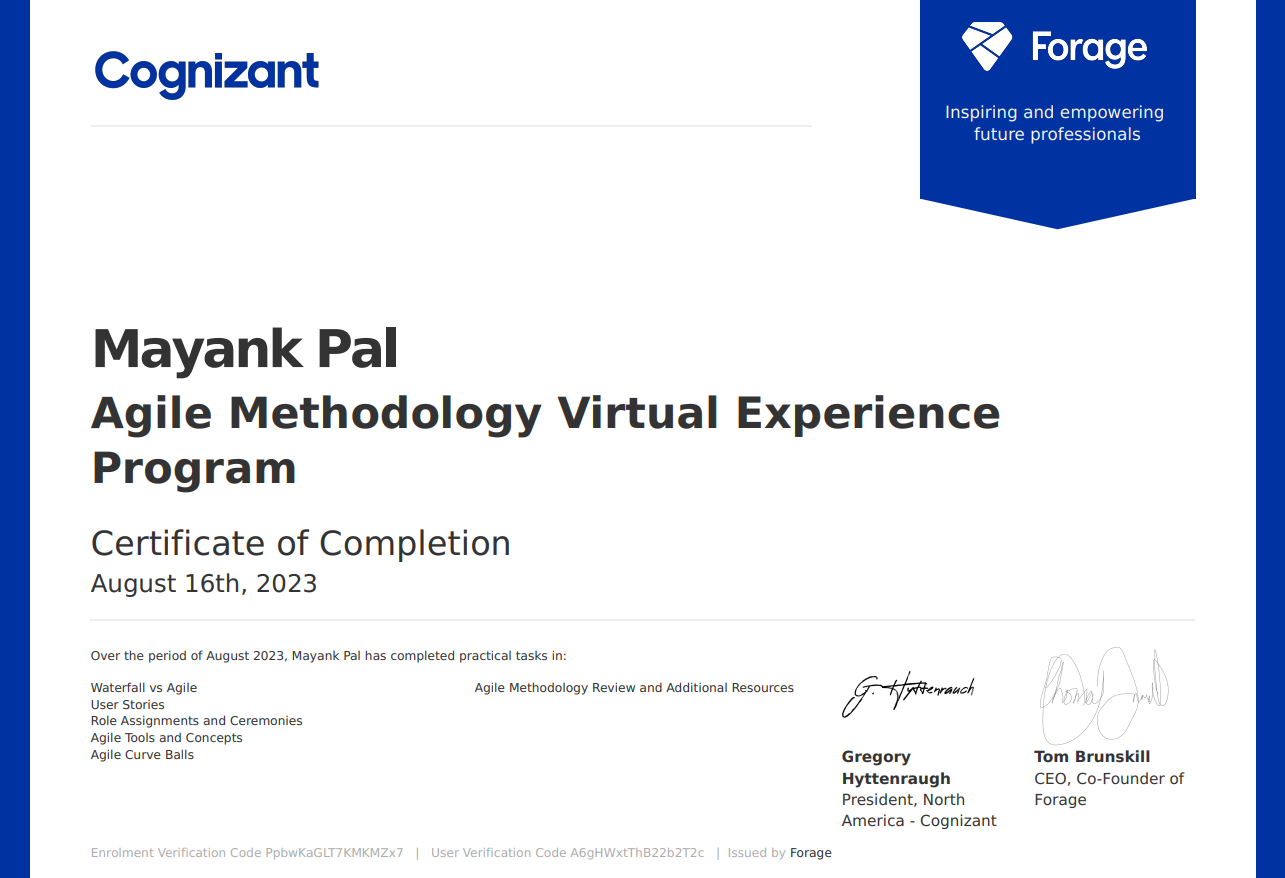 Cognizant
Forage
Inspiring and empowering
future professionals
Mayank Pal
Agile Methodology Virtual Experience
Program
Certificate of Completion
August 16th, 2023
Over the period of August 2023, Mayank Pal has completed practical tasks in:
Waterfall vs Agile
User Stories
Role Assignments and Ceremonies
Agile Tools and Concepts
Agile Curve Balls
Agile Methodology Review and Additional Resources
G. Hyttenrauch
Gregory
Hyttenraugh
President, North
America - Cognizant
Tom Brunskill
CEO, Co-Founder of
Forage
Enrolment Verification Code PpbwKaGLT7KMKMZx7 | User Verification Code A6gHWxtThB22b2T2c | Issued by Forage